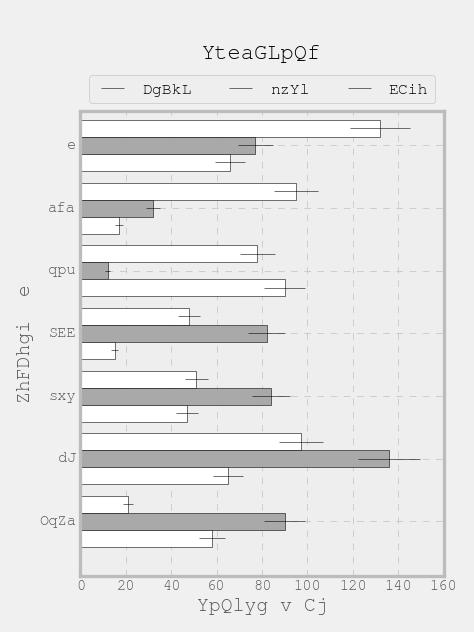 YteaGLpQf
DgBkL nzYl ECih
e
afa
qpu
SEE
sxy
dJ
OqZa
ZhFDhgi e
0 20 40 60 80 100 120 140 160
YpQlyg v Cj